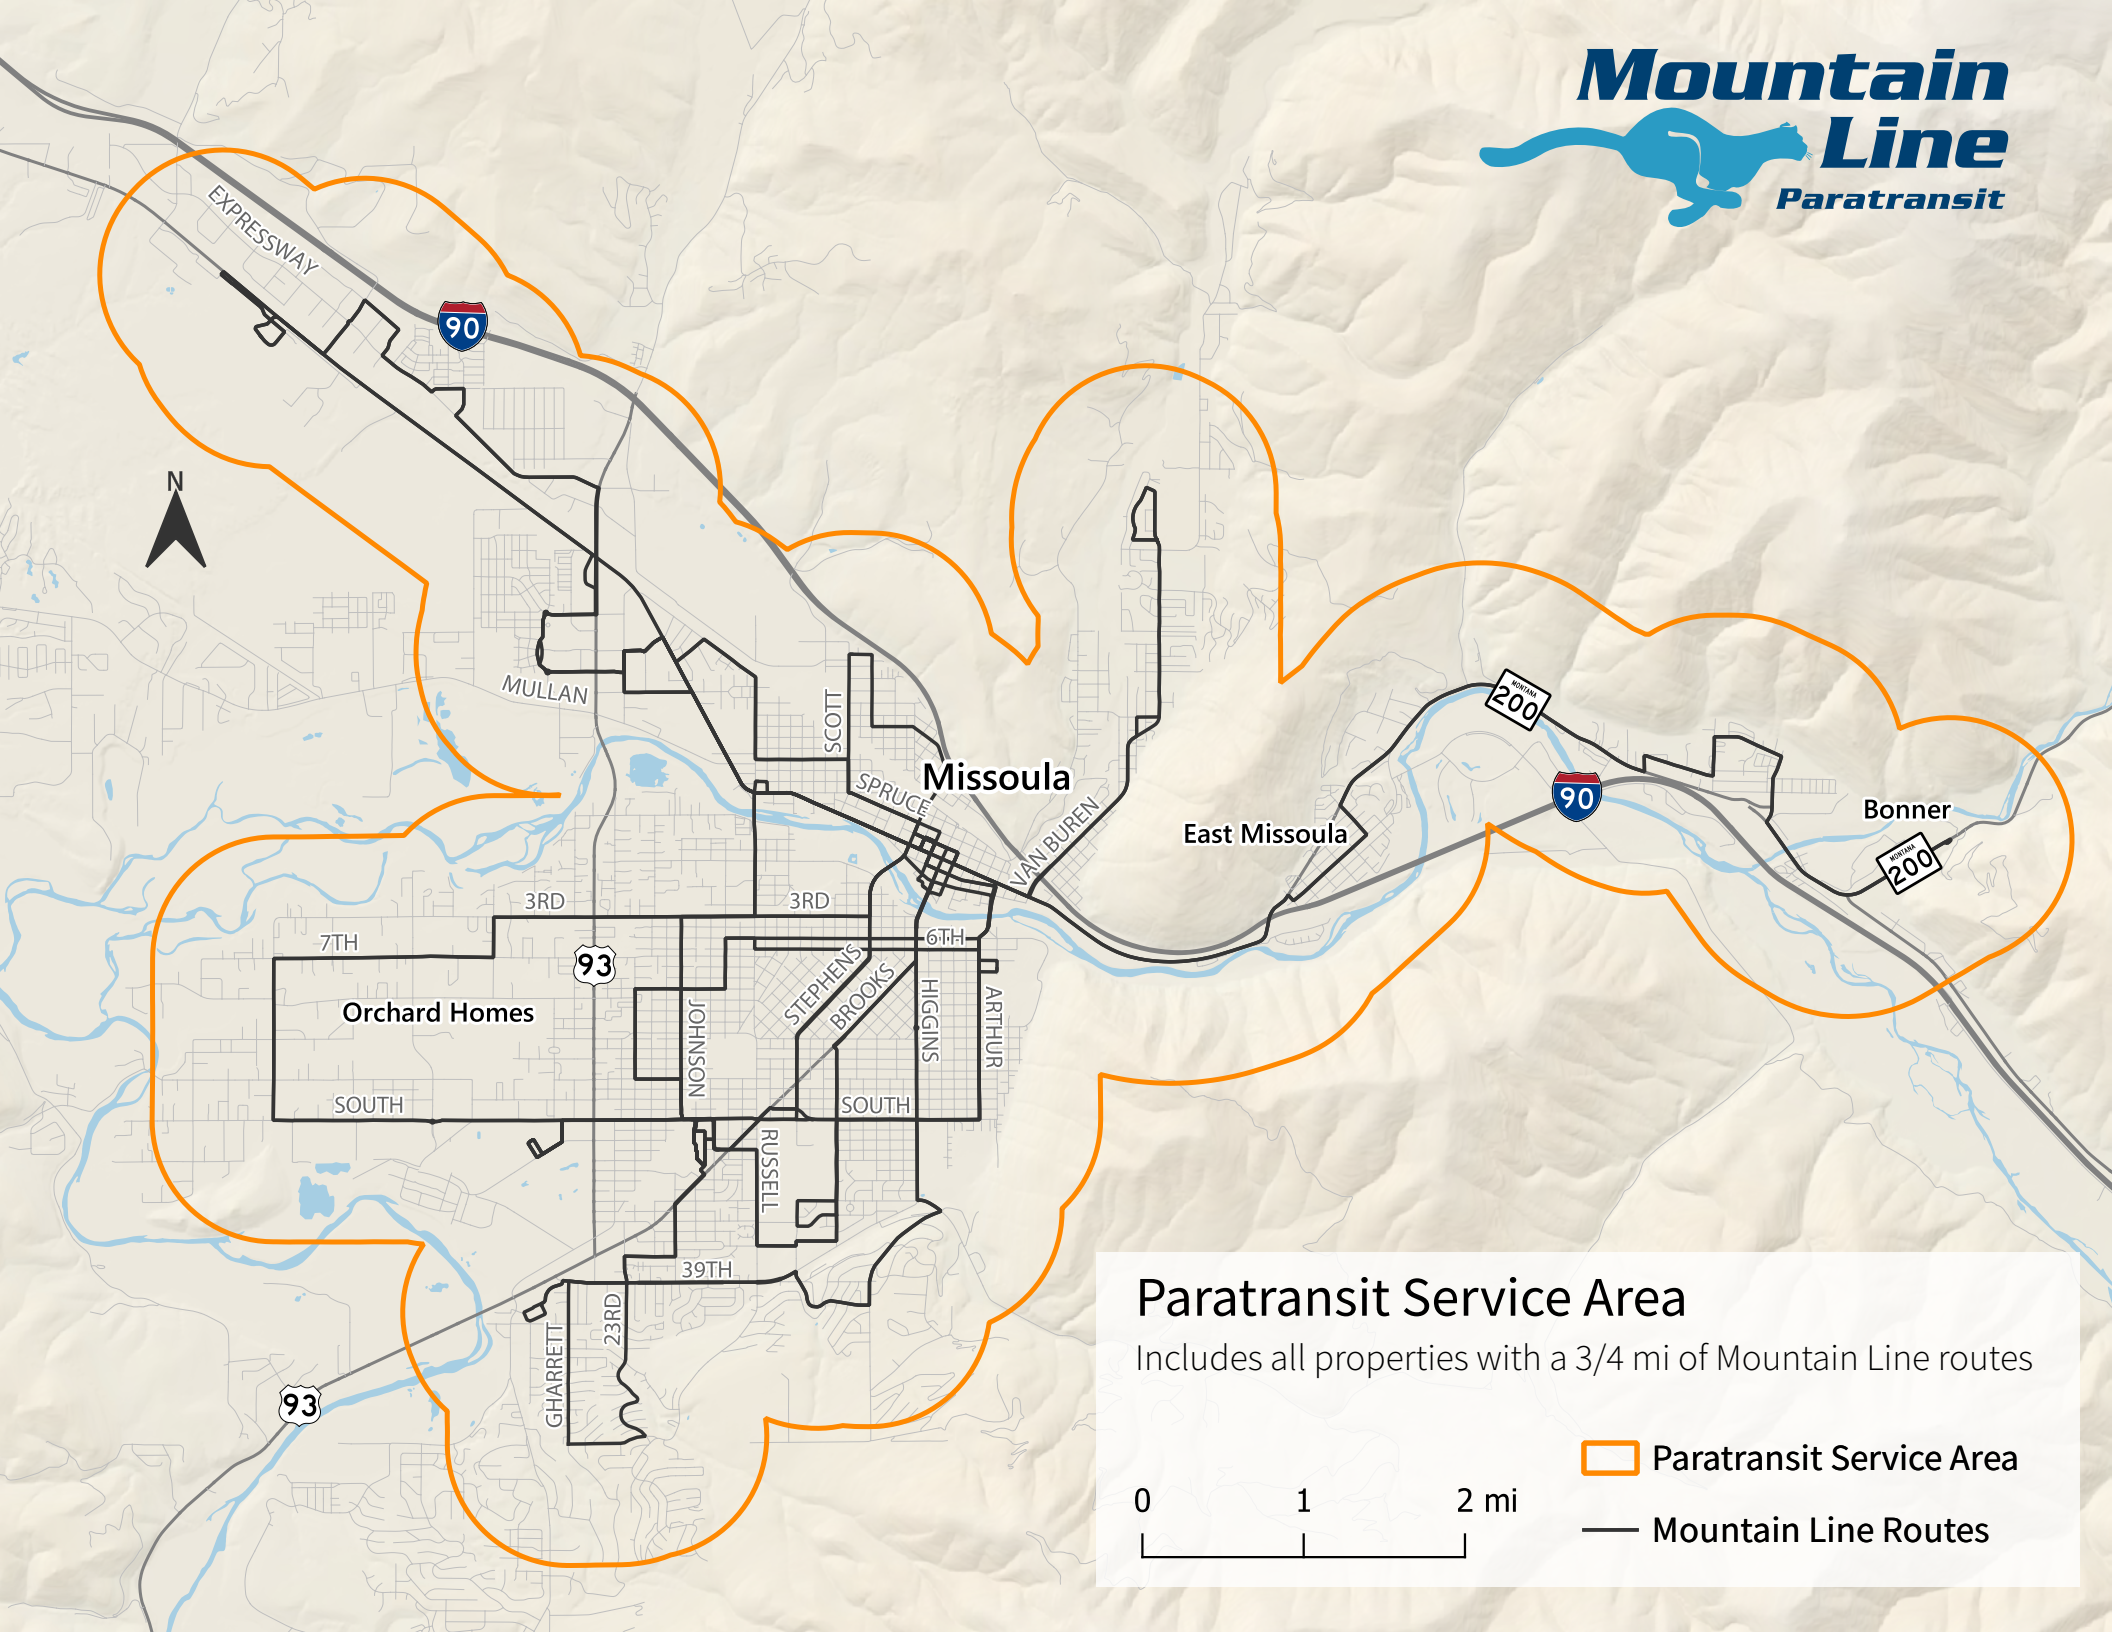 Mountain
Line
Paratransit
EXPRESSWAY
90
N
MULLAN
SCOTT
SPRUCE
Missoula
VAN BUREN
East Missoula
MONTANA
200
90
Bonner
MONTANA
200
3RD
3RD
7TH
6TH
93
STEPHENS
BROOKS
HIGGINS
ARTHUR
JOHNSON
Orchard Homes
SOUTH
SOUTH
RUSSELL
39TH
23RD
GHARRETT
93
Paratransit Service Area
Includes all properties with a 3/4 mi of Mountain Line routes
0 1 2 mi
Paratransit Service Area
Mountain Line Routes